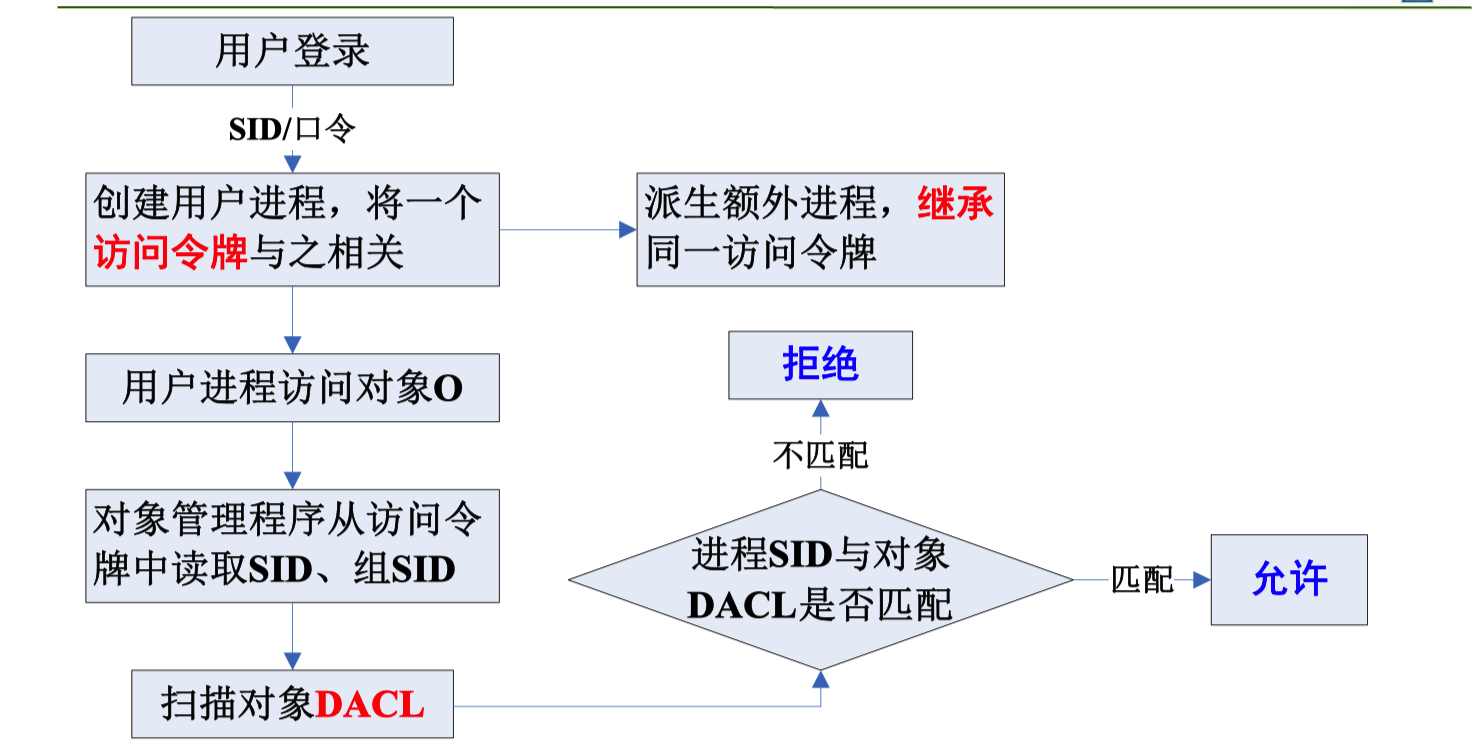 用户登录
SID/口令
创建用户进程，将一个
访问令牌与之相关
派生额外进程，继承
同一访问令牌
用户进程访问对象O
对象管理程序从访问令
牌中读取SID、组SID
扫描对象DACL
进程SID与对象
DACL是否匹配
不匹配
拒绝
匹配
允许